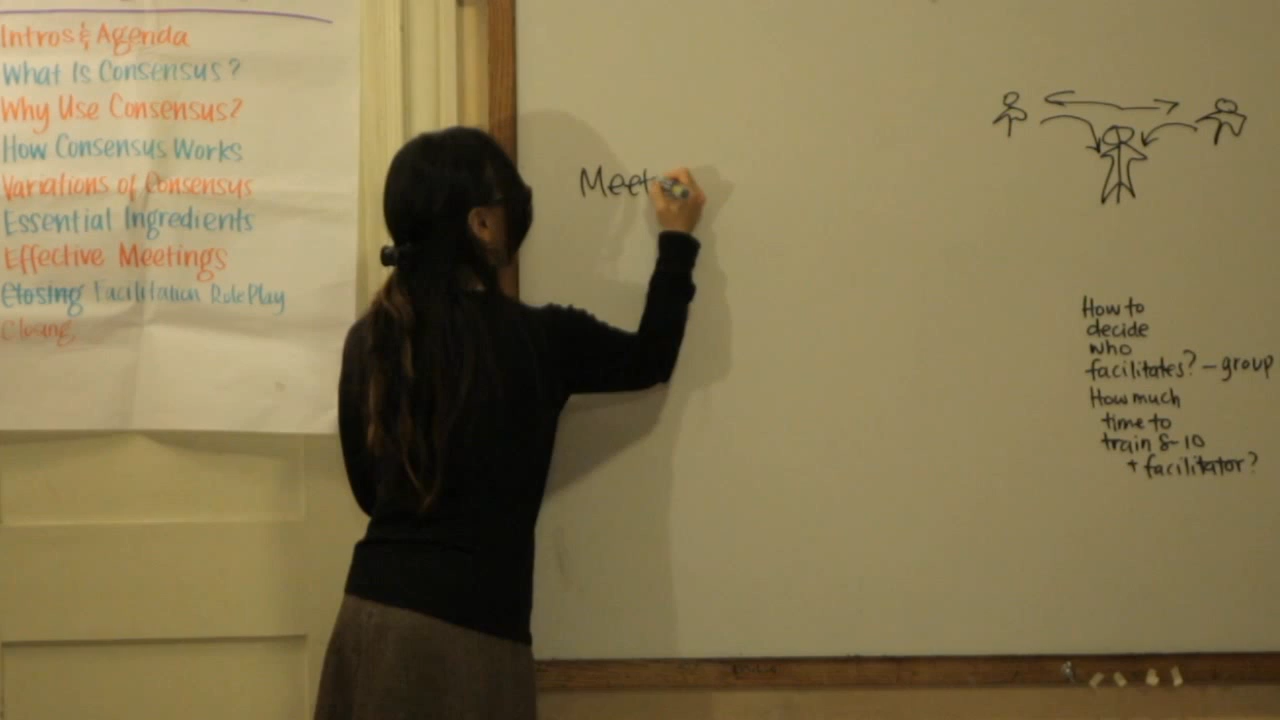 Intros & Agenda
What Is Consensus?
Why Use Consensus?
How Consensus Works
Variations of Consensus
Essential Ingredients
Effective Meetings
Closing Facilitation Role Play
Closing
Meet
How to
decide
who
facilitates? - group
How much
time to
train 8-10
+ facilitator?